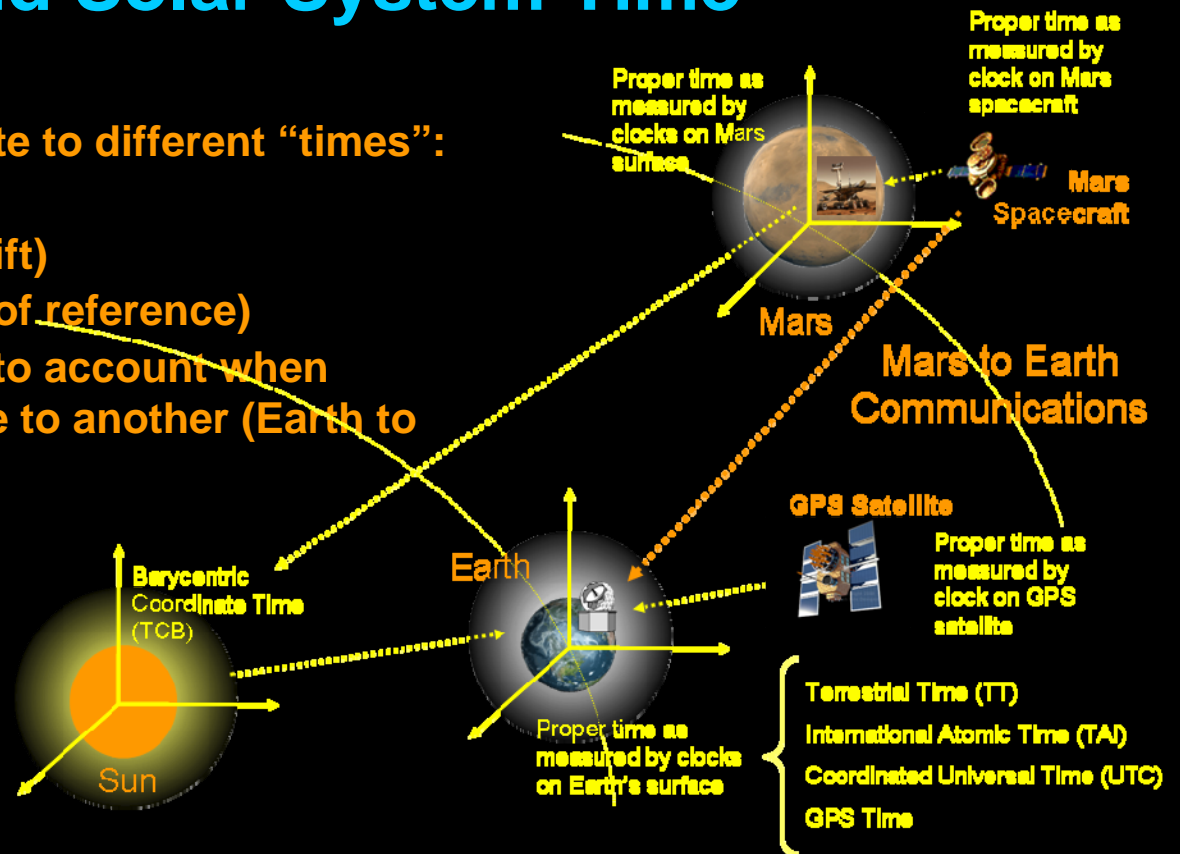 nd Solar System Time
te to different “times”:
ift)
of reference)
to account when
e to another (Earth to
Proper time as
measured by
clocks on Mars
surface
Proper time as
measured by
clock on Mars
spacecraft
Mars
Spacecraft
Mars
Mars to Earth
Communications
GPS Satellite
Proper time as
measured by
clock on GPS
satellite
Earth
Barycentric
Coordinate Time
(TCB)
Sun
Proper time as
measured by clocks
on Earth's surface
Terrestrial Time (TT)
International Atomic Time (TAI)
Coordinated Universal Time (UTC)
GPS Time